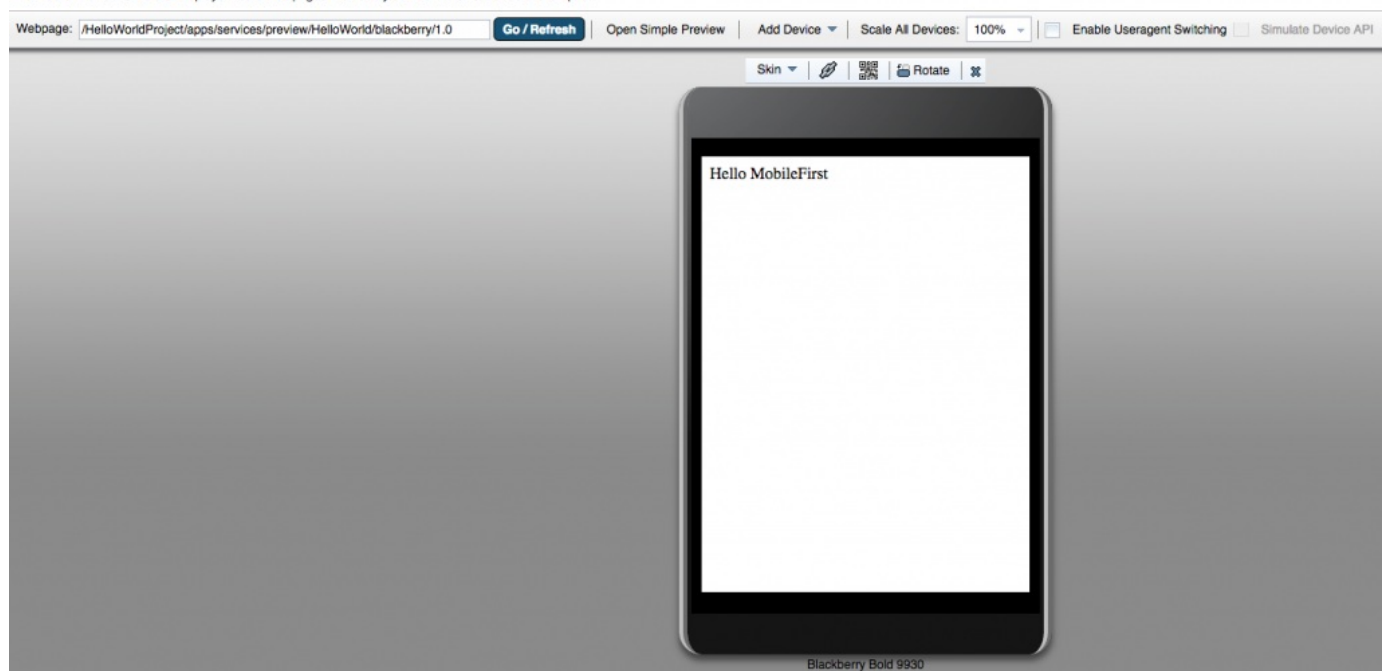 Webpage: /HelloWorldProject/apps/services/preview/HelloWorld/blackberry/1.0 Go / Refresh Open Simple Preview Add Device Scale All Devices: 100% Enable Useragent Switching Simulate Device API
Skin Rotate
Hello MobileFirst
Blackberry Bold 9930